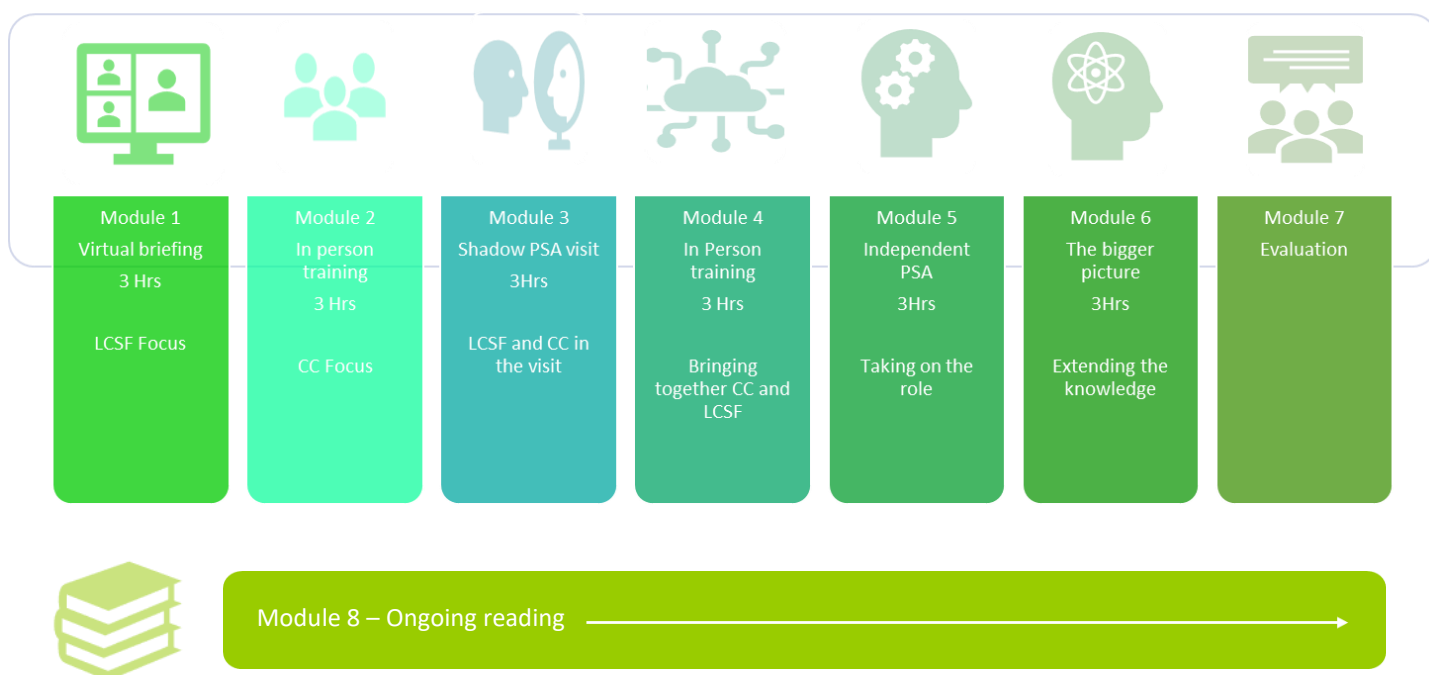 Module 1
Virtual briefing
3 Hrs
LCSF Focus
Module 2
In person
training
3 Hrs
CC Focus
Module 3
Shadow PSA visit
3Hrs
LCSF and CC in
the visit
Module 4
In Person
training
3 Hrs
Bringing
together CC and
LCSF
Module 5
Independent
PSA
3Hrs
Taking on the
role
Module 6
The bigger
picture
3Hrs
Extending the
knowledge
Module 7
Evaluation
Module 8 – Ongoing reading